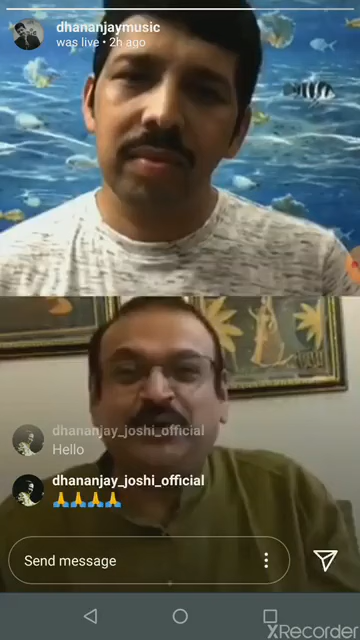 dhananjaymusic
was live • 2h ago
dhananjay_joshi_official
Hello
dhananjay_joshi_official
🙏🙏🙏🙏
Send message
XRecorder